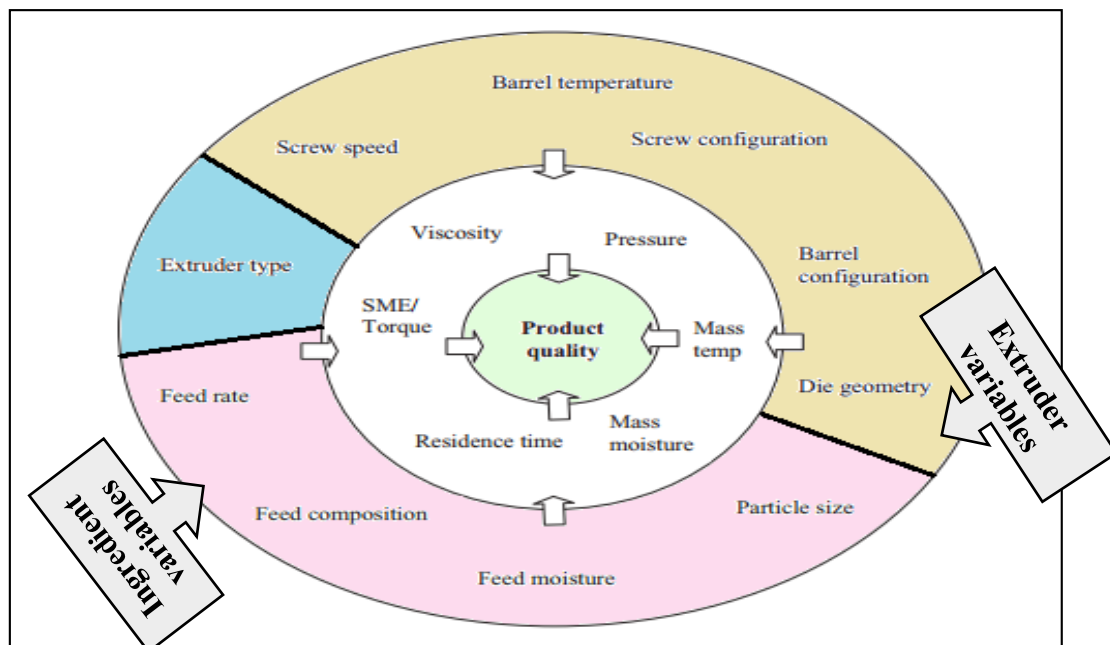 Barrel temperature
Screw configuration
Screw speed
Viscosity
Pressure
Extruder type
Barrel
configuration
SME/
Torque
Product
quality
Mass
temp
Extruder
variables
Feed rate
Die geometry
Residence time
Mass
moisture
Ingredient
variables
Feed composition
Particle size
Feed moisture